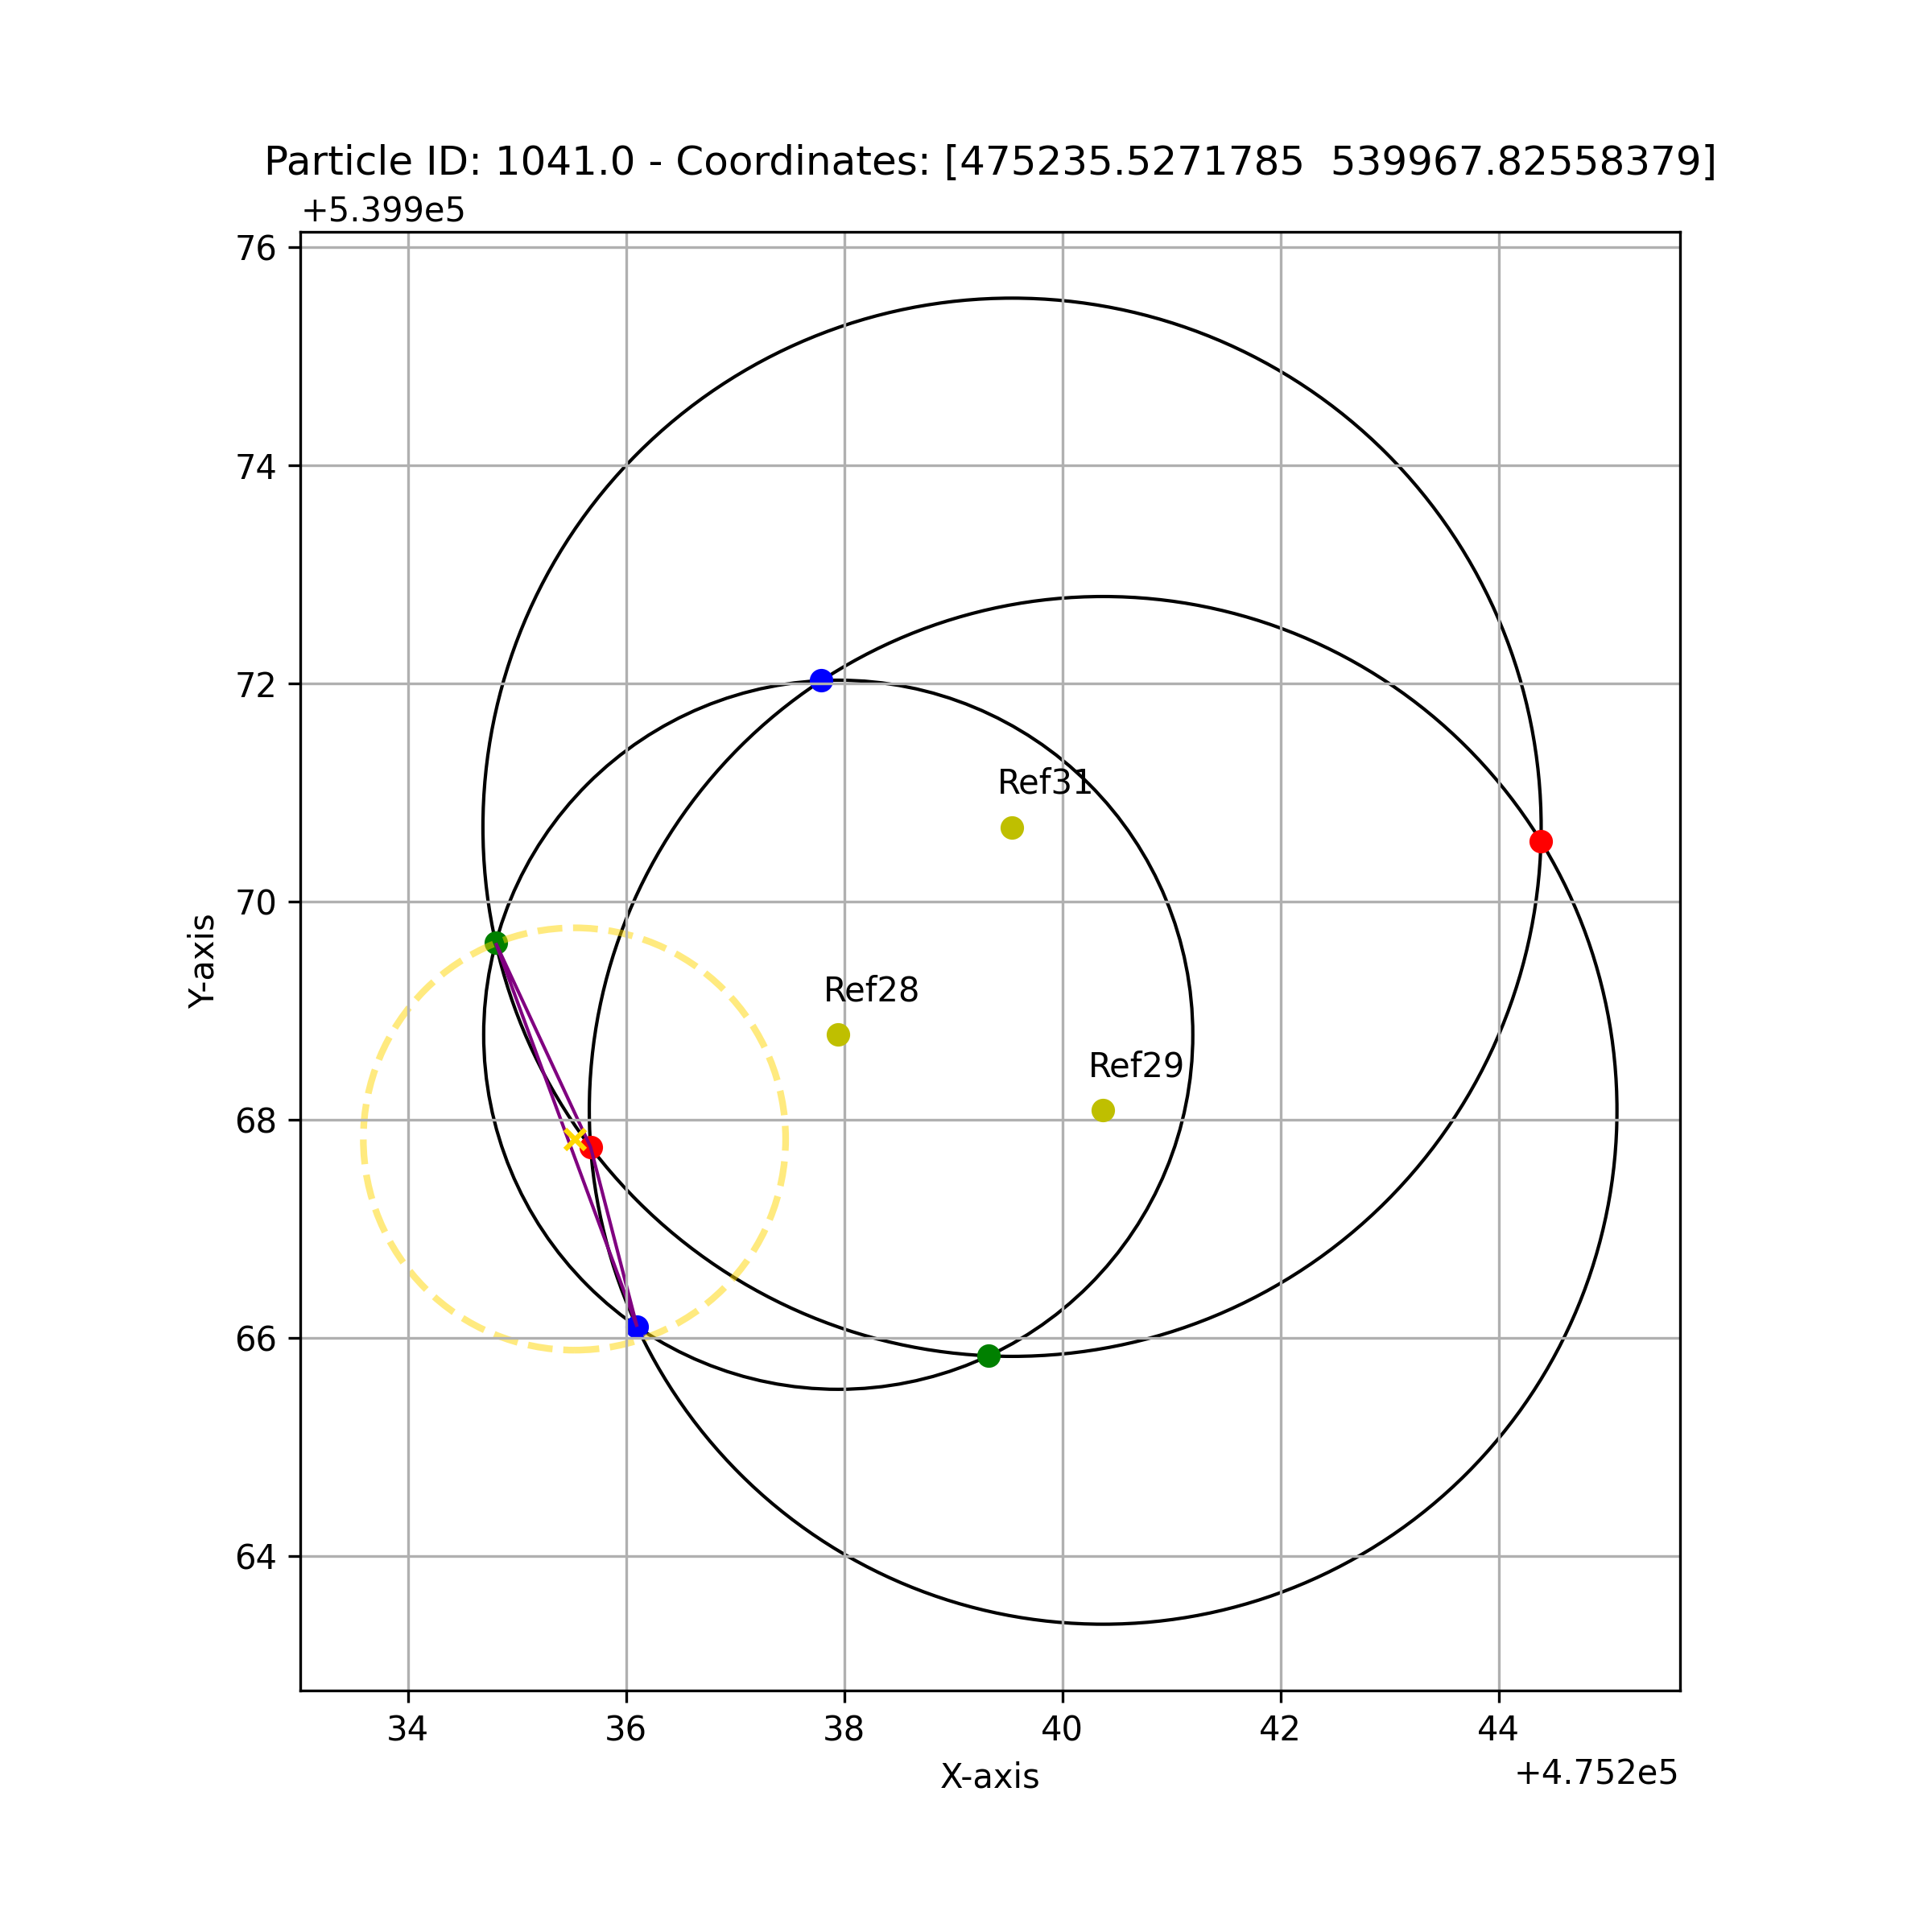 Particle ID: 1041.0 - Coordinates: [475235.5271785  539967.82558379]
+5.399e5
76
74
72
70
68
66
64
Y-axis
Ref31
Ref28
Ref29
34 36 38 40 42 44
X-axis
+4.752e5